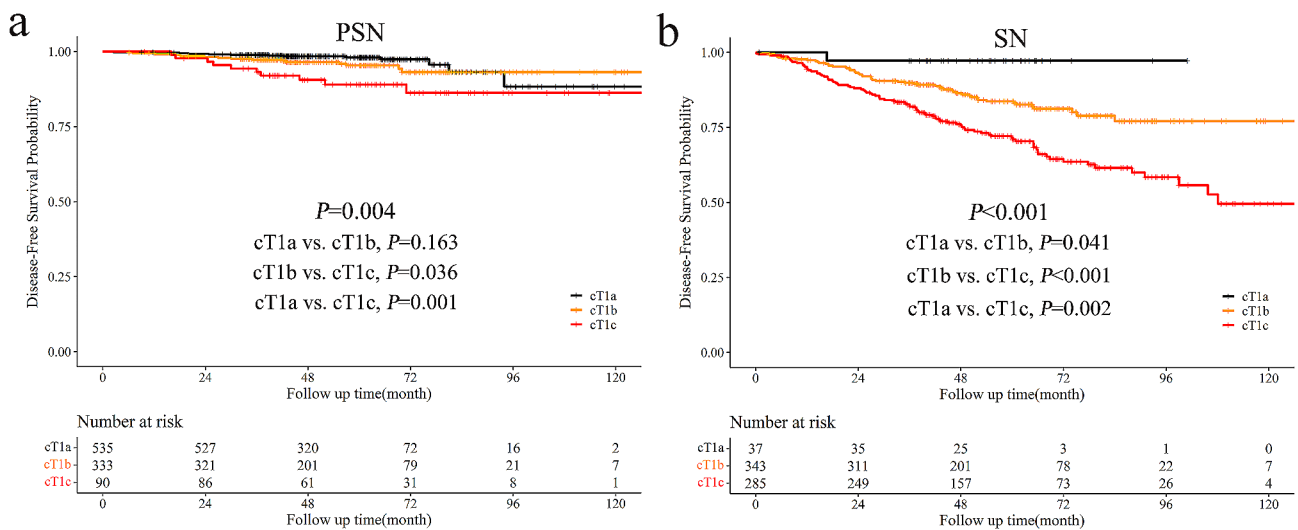 a
PSN
1.00
0.75
0.50
0.25
0.00
Disease-Free Survival Probability
P=0.004
cT1a vs. cT1b, P=0.163
cT1b vs. cT1c, P=0.036
cT1a vs. cT1c, P=0.001
cT1a
cT1b
cT1c
0 24 48 72 96 120
Follow up time(month)
Number at risk
cT1a 535 527 320 72 16 2
cT1b 333 321 201 79 21 7
cT1c 90 86 61 31 8 1
0 24 48 72 96 120
Follow up time(month)
b
SN
1.00
0.75
0.50
0.25
0.00
Disease-Free Survival Probability
P<0.001
cT1a vs. cT1b, P=0.041
cT1b vs. cT1c, P<0.001
cT1a vs. cT1c, P=0.002
cT1a
cT1b
cT1c
0 24 48 72 96 120
Follow up time(month)
Number at risk
cT1a 37 35 25 3 1 0
cT1b 343 311 201 78 22 7
cT1c 285 249 157 73 26 4
0 24 48 72 96 120
Follow up time(month)